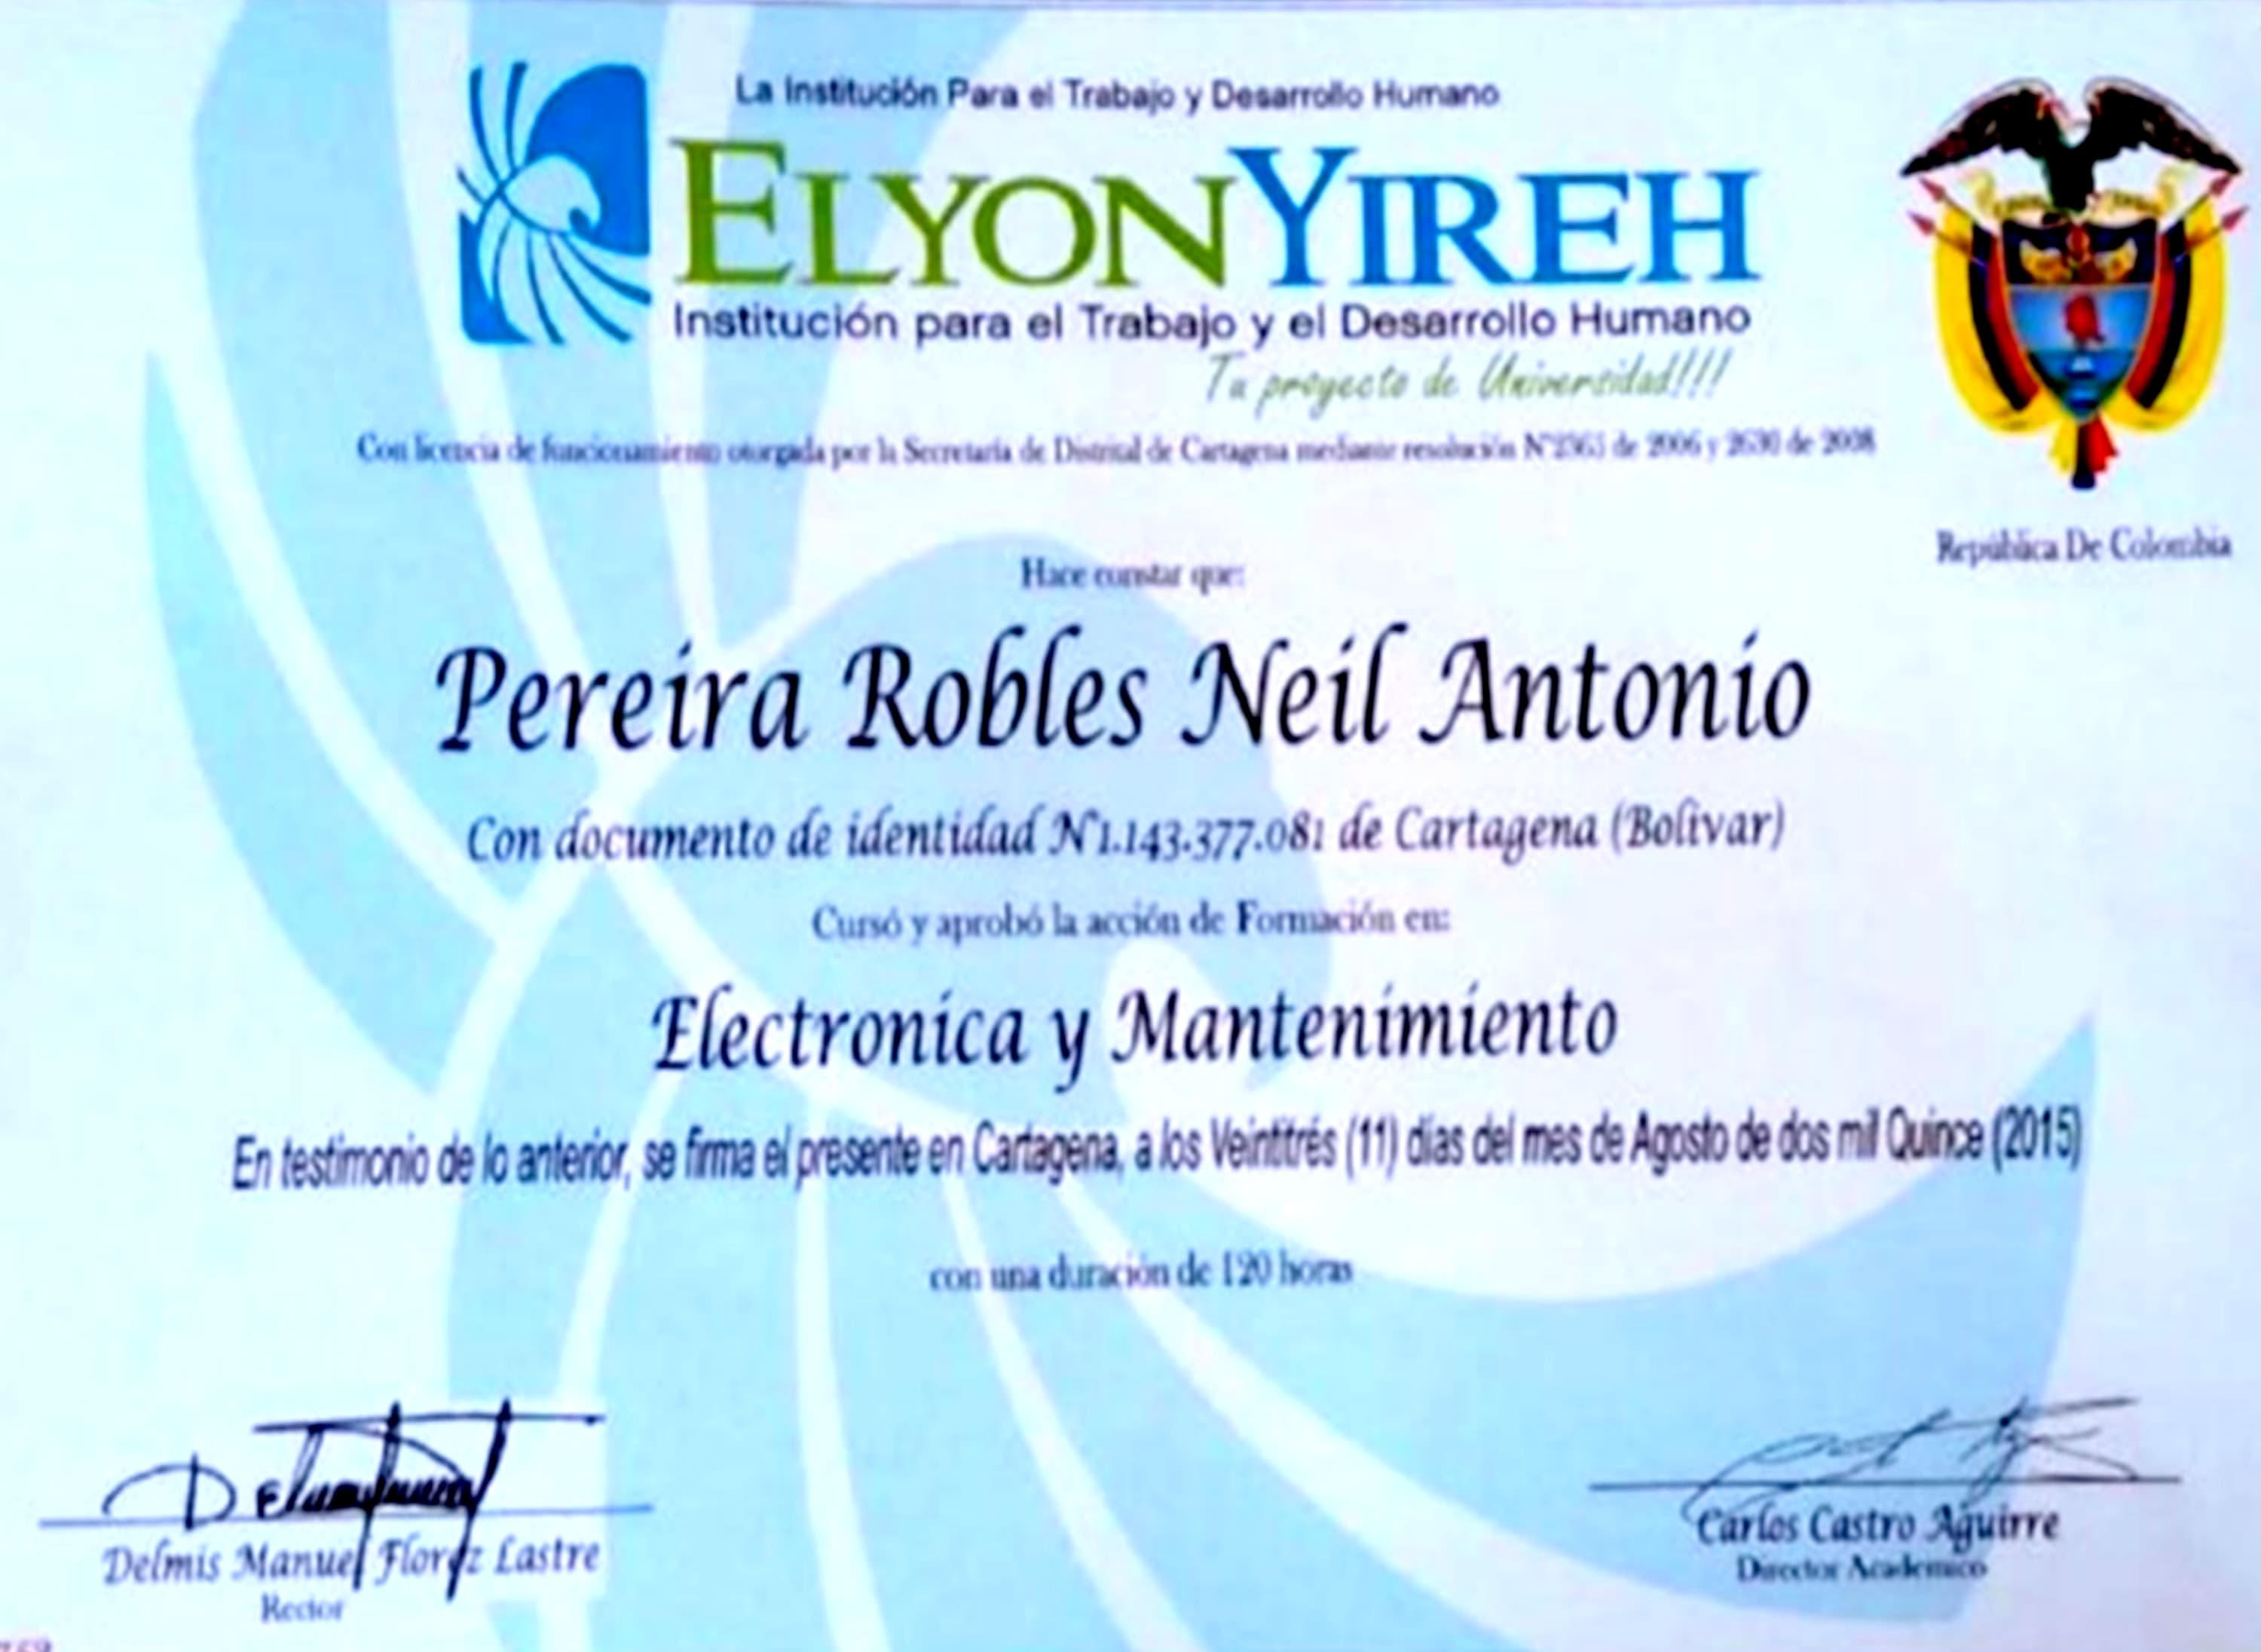 La Institución Para el Trabajo y Desarrollo Humano
ELYONYIREH
Institución para el Trabajo y el Desarrollo Humano
Tu proyecto de Universidad!!!
Con licencia de funcionamiento otorgada por la Secretaría de Distrital de Cartagena mediante resolución de 2006 y 2630 de 2008
República De Colombia
Hace constar que:
Pereira Robles Neil Antonio
Con documento de identidad N1.143.377.081 de Cartagena (Bolivar)
Cursó y aprobó la acción de Formación en:
Electronica y Mantenimiento
En testimonio de lo anterior, se firma el presente en Cartagena, a los Veintitrés (11) días del mes de Agosto de dos mil Quince (2015)
con una duración de 120 horas
Delmis Manuel Florez Lastre
Rector
Carlos Castro Aguirre
Director Academico